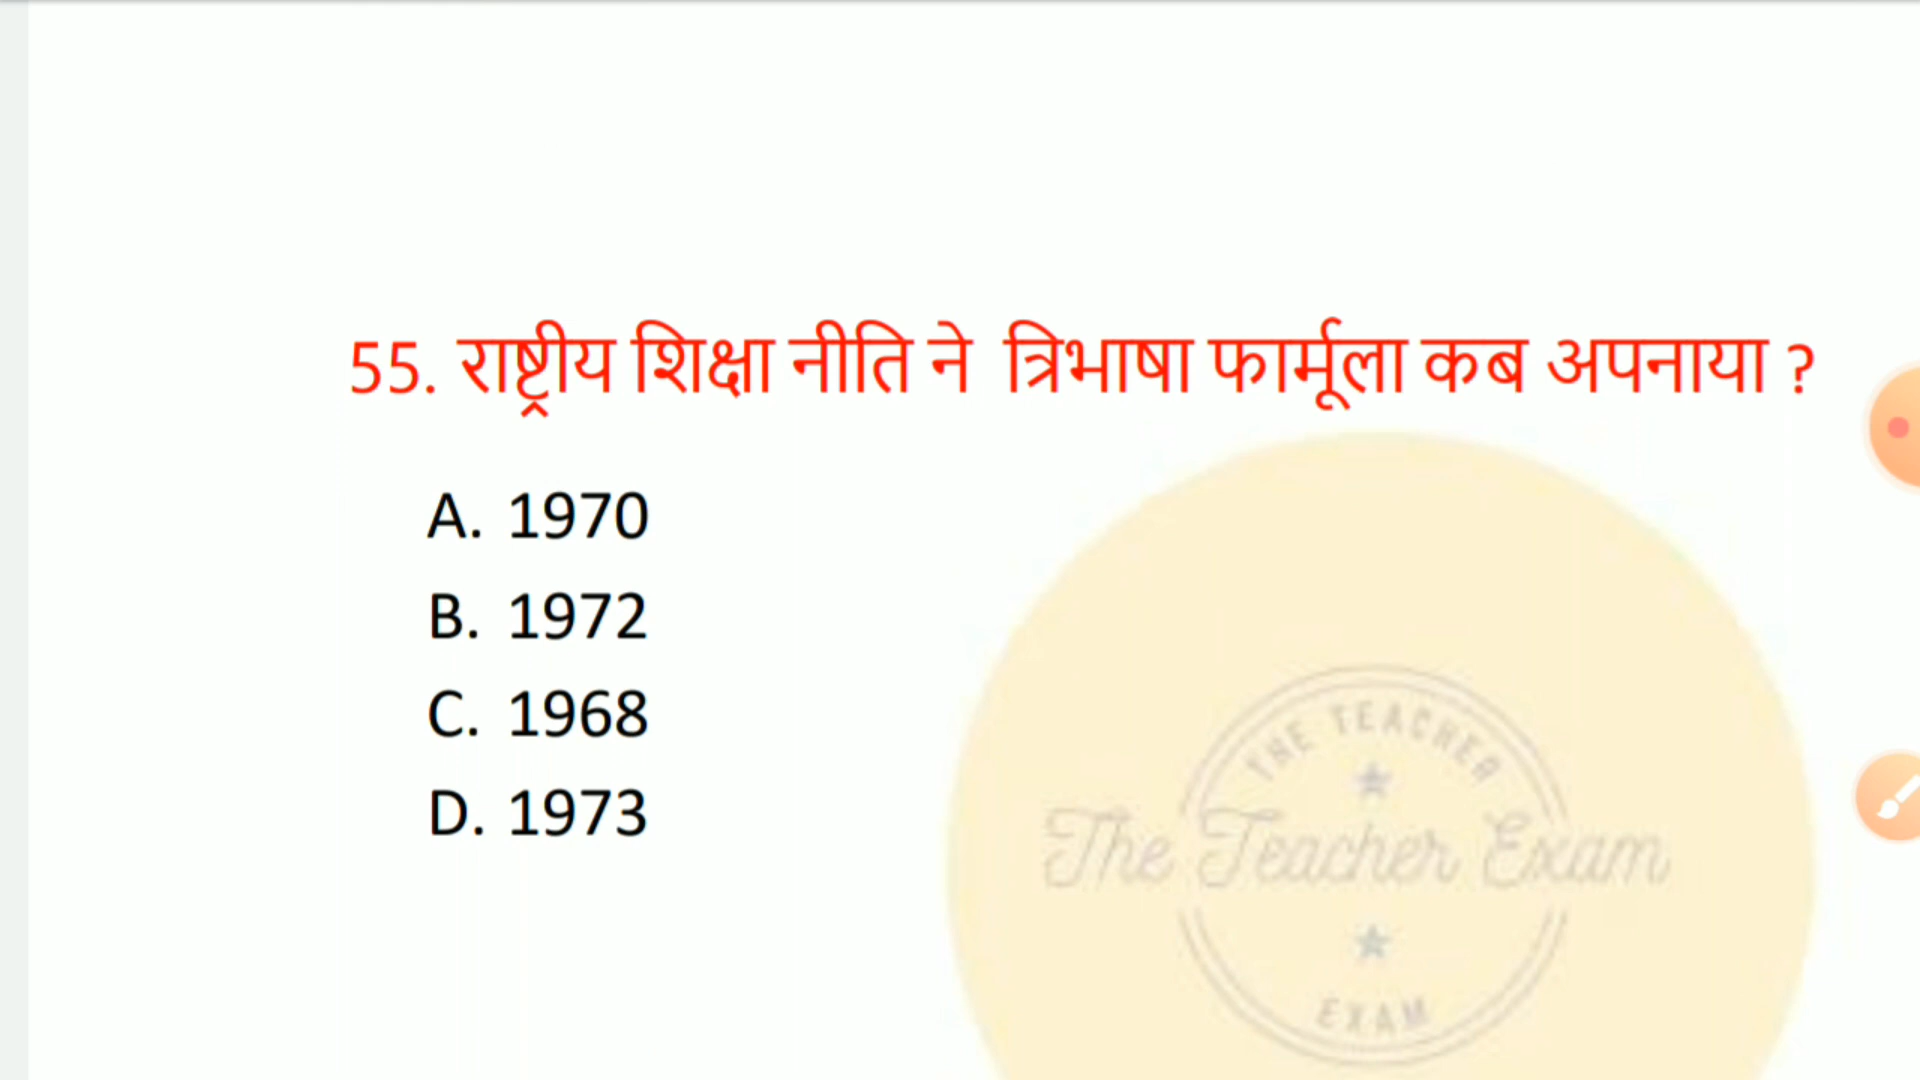 55. राष्ट्रीय शिक्षा नीति ने त्रिभाषा फार्मूला कब अपनाया ?
A. 1970
B. 1972
C. 1968
D. 1973
THE TEACHER
The Teacher Exam
EXAM